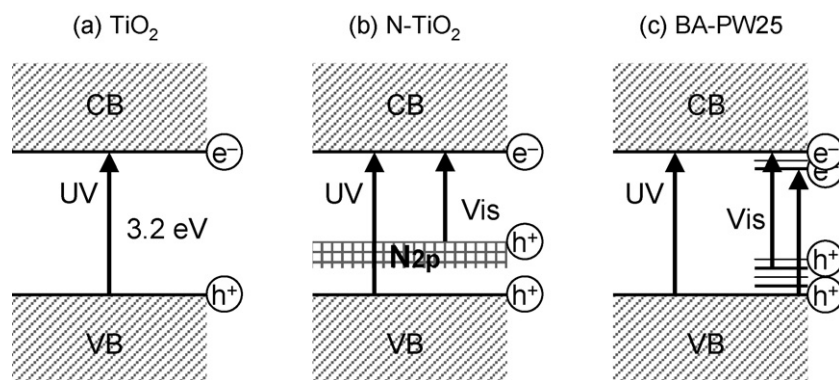 (a) TiO₂
CB
e⁻
UV
3.2 eV
h⁺
VB
(b) N-TiO₂
CB
e⁻
UV
Vis
N2p
h⁺
h⁺
VB
(c) BA-PW25
CB
e⁻
e⁻
UV
Vis
h⁺
h⁺
VB